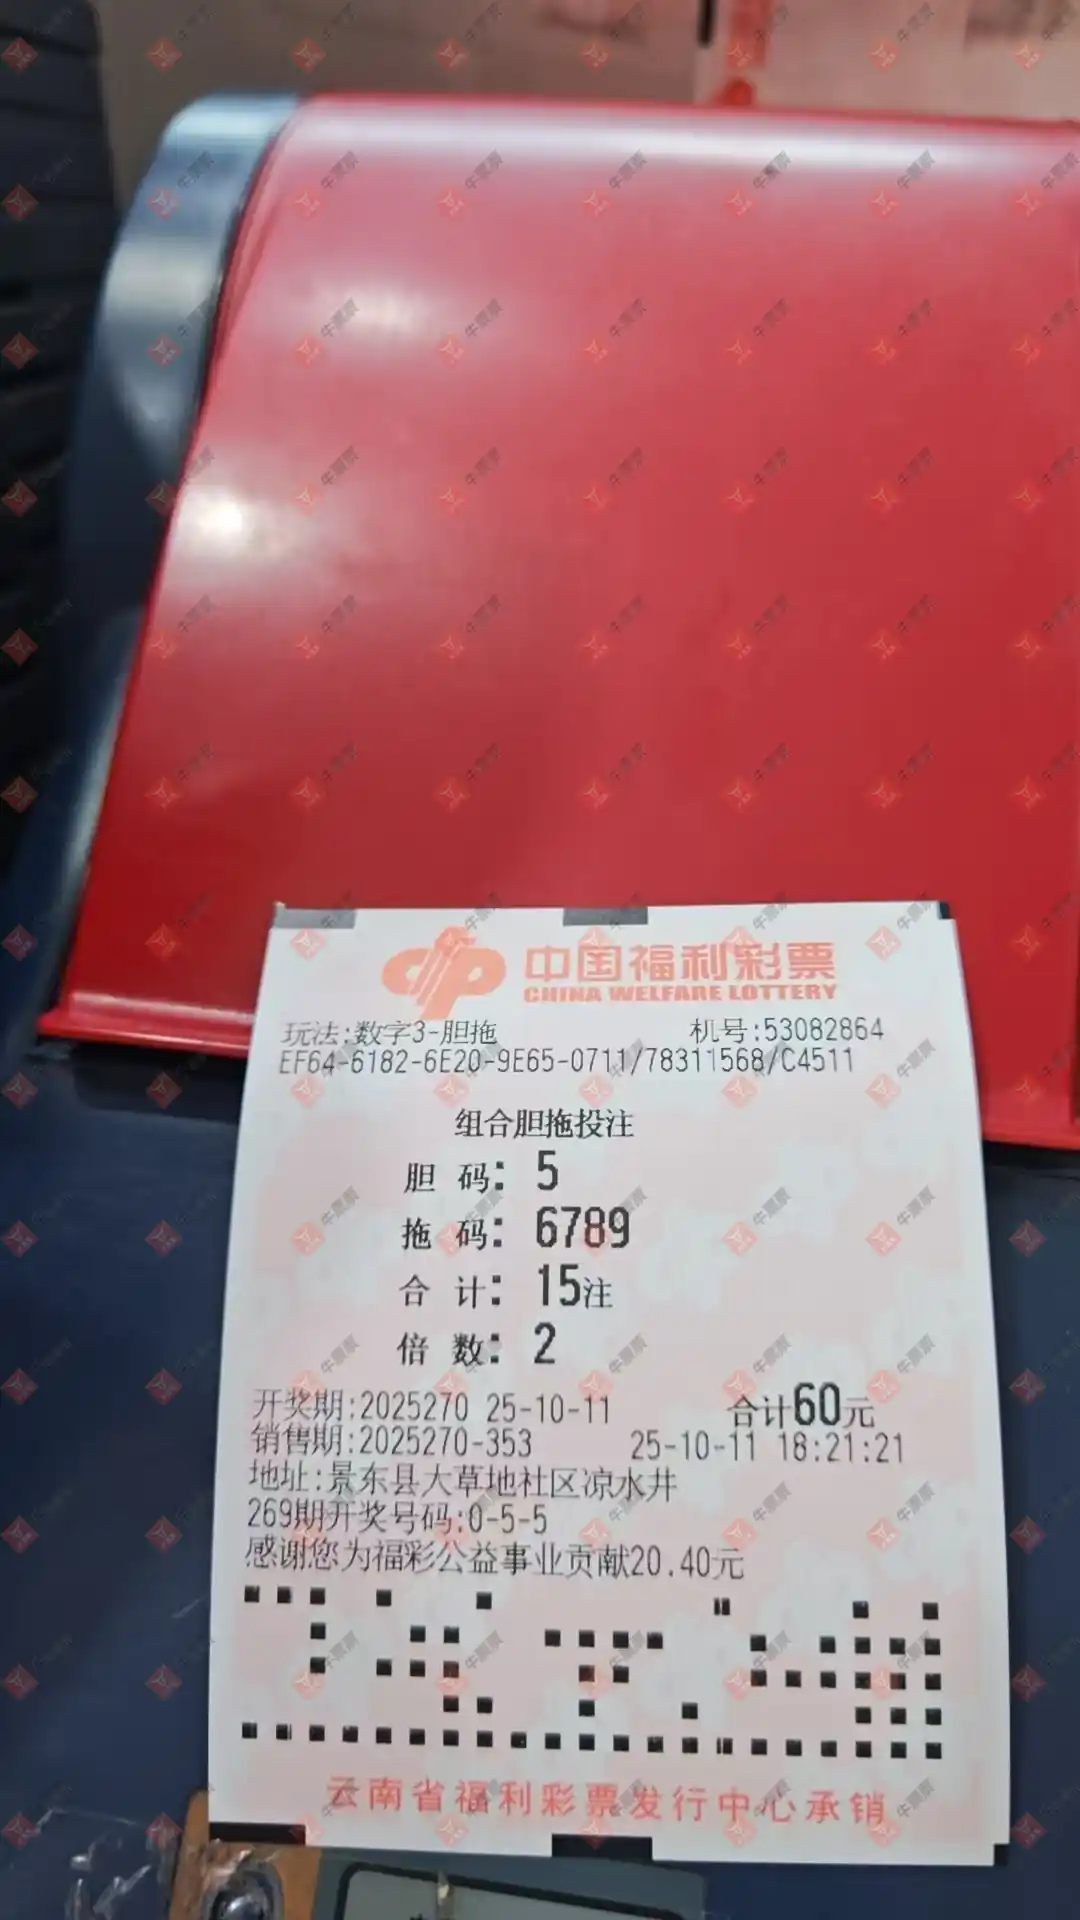 中国福利彩票
CHINA WELFARE LOTTERY
玩法:数字3-胆拖 机号:53082864
EF64-6182-6E20-9E65-0711/78311568/C4511
组合胆拖投注
胆 码: 5
拖 码: 6789
合 计: 15注
倍 数: 2
开奖期:2025270 25-10-11 合计60元
销售期:2025270-353 25-10-11 18:21:21
地址:景东县大草地社区凉水井
269期开奖号码:0-5-5
感谢您为福彩公益事业贡献20.40元
云南省福利彩票发行中心承销
牛票票